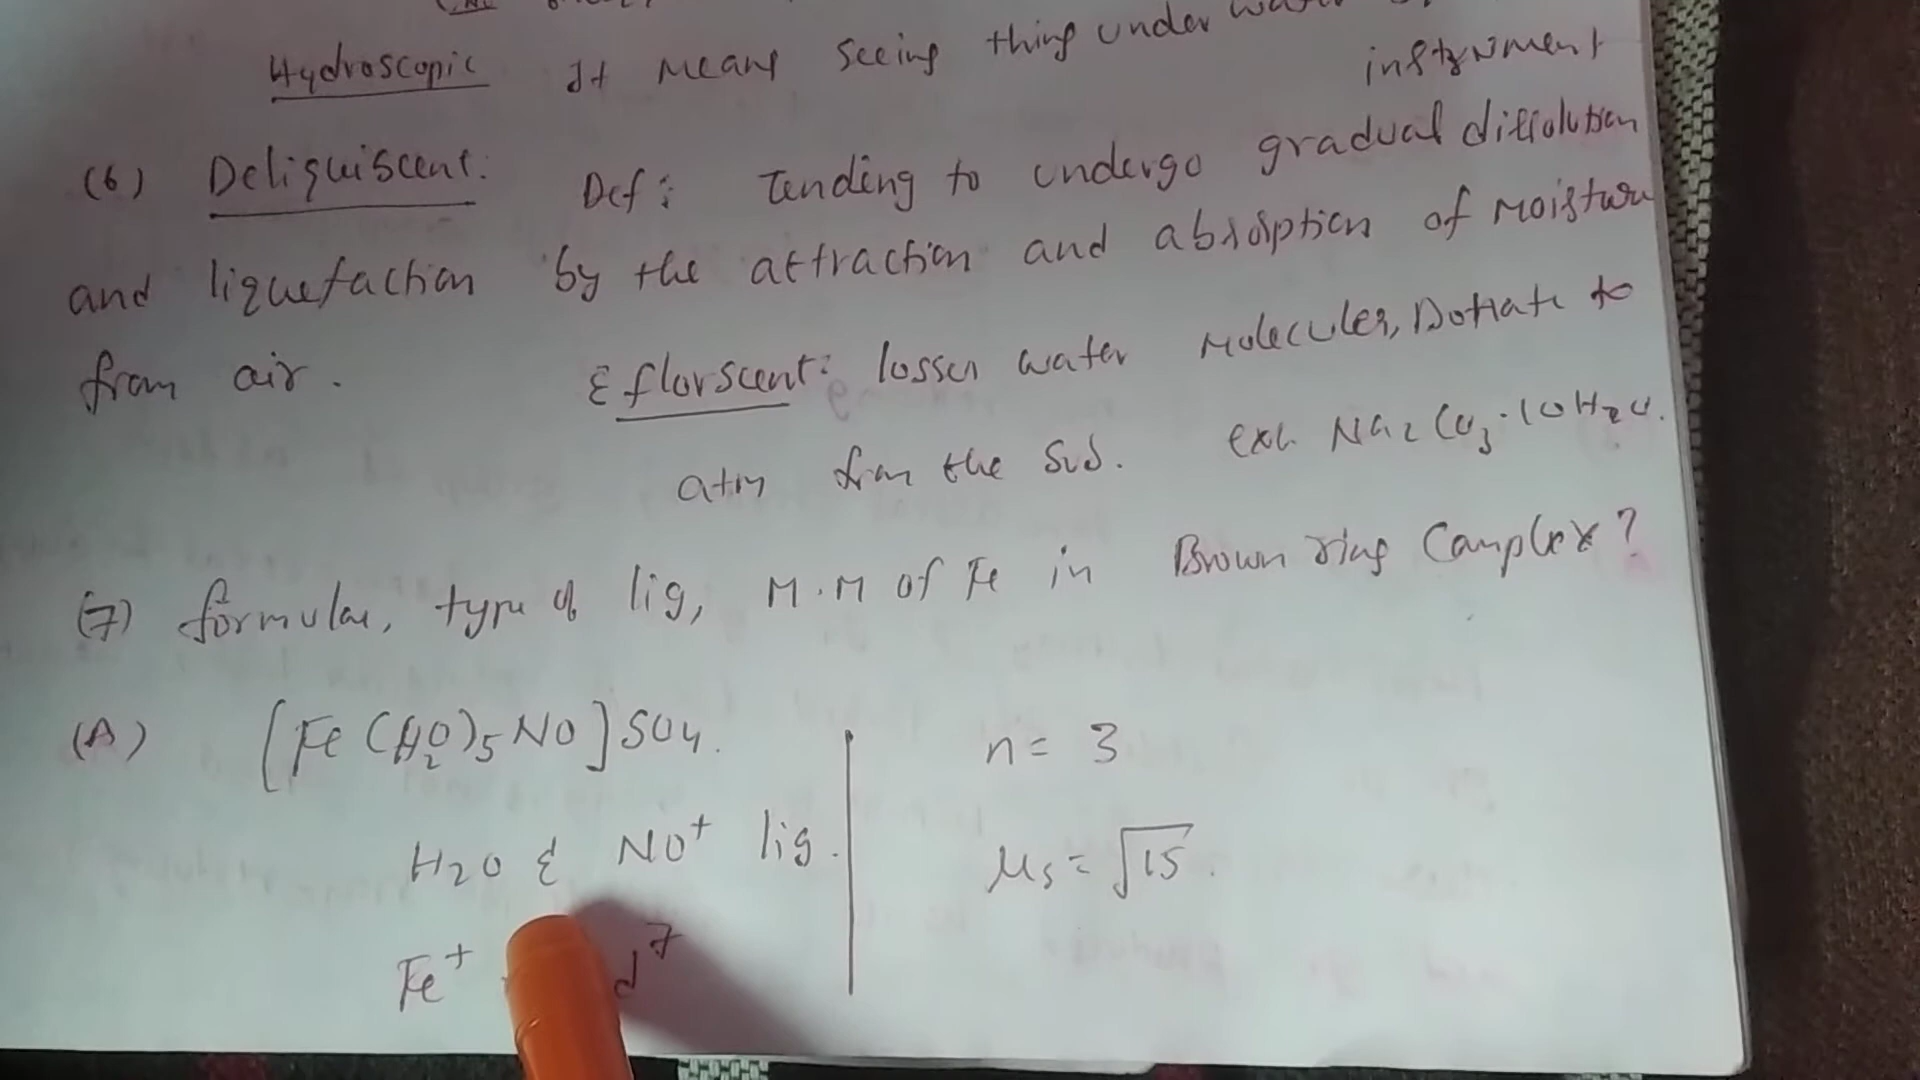 Hydroscopic It means seeing thing under
instrument
(6) Deliquiscent: Def: Tending to undergo gradual dissolution
and liquefaction by the attraction and absorption of moisture
from air.
Eflorscent: losses water molecules, Donate to
atm from the sub. ex: Na2CO3.10H2O.
(7) formulae, type of lig, M.M of Fe in Brown ring Complex?
(A) [Fe(H2O)5NO]SO4. n= 3
H2O & NO+ lig. μs=√15.
Fe+ d7